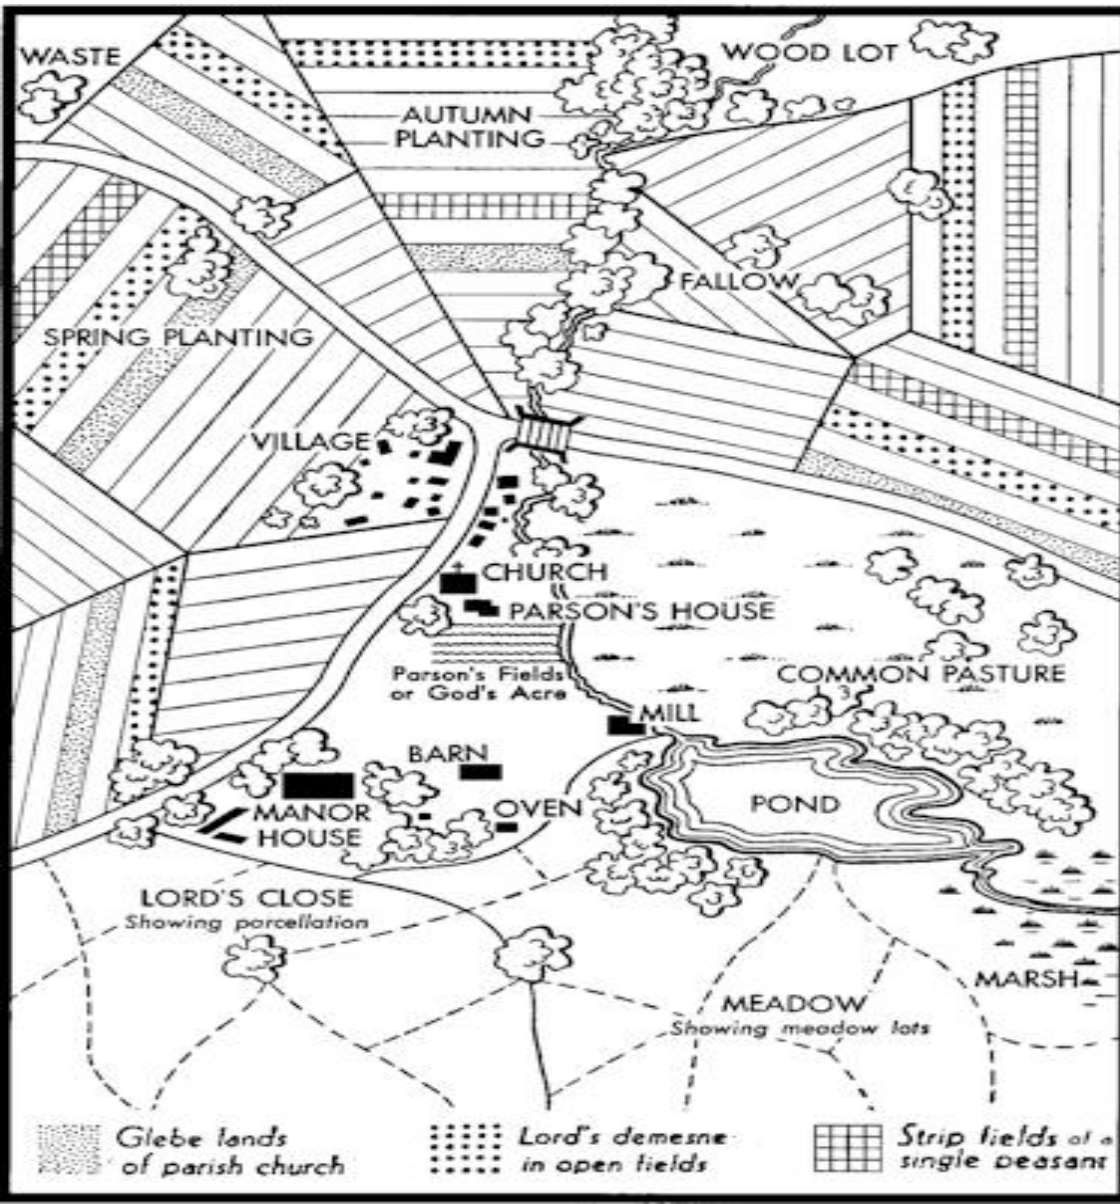 WASTE
WOOD LOT
AUTUMN
PLANTING
FALLOW
SPRING PLANTING
VILLAGE
CHURCH
PARSON'S HOUSE
Parson's Fields
or God's Acre
COMMON PASTURE
MILL
BARN
POND
MANOR
HOUSE
OVEN
LORD'S CLOSE
Showing parcellation
MARSH
MEADOW
Showing meadow lots
Glebe lands
of parish church
Lord's demesne
in open fields
Strip fields of a
single peasant